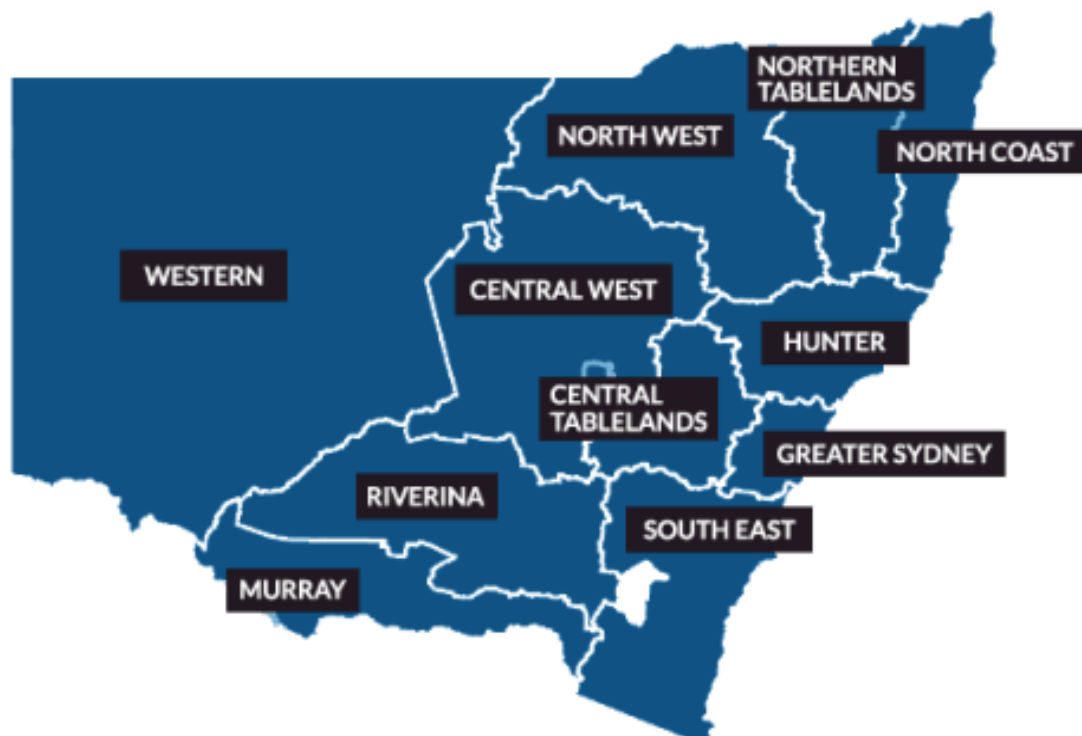 NORTHERN
TABLELANDS
NORTH WEST
NORTH COAST
WESTERN
CENTRAL WEST
HUNTER
CENTRAL
TABLELANDS
GREATER SYDNEY
RIVERINA
SOUTH EAST
MURRAY